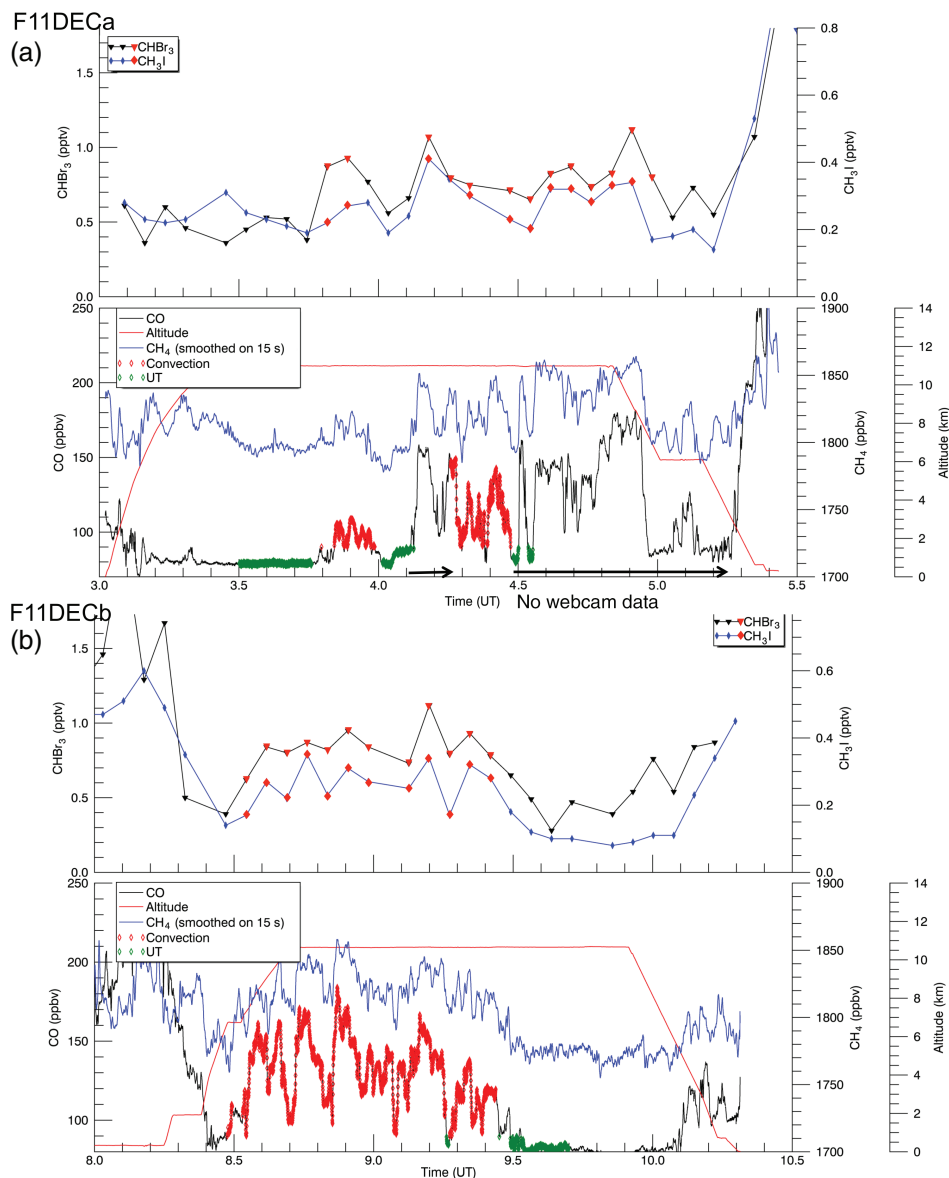 F11DECa
(a)
CHBr3
CH3I
1.5
1.0
0.5
0.0
CHBr3 (pptv)
0.8
0.6
0.4
0.2
0.0
CH3I (pptv)
CO
Altitude
CH4 (smoothed on 15 s)
Convection
UT
250
200
150
100
CO (ppbv)
1900
1850
1800
1750
1700
CH4 (ppbv)
14
12
10
8
6
4
2
0
Altitude (km)
3.0 3.5 4.0 4.5 5.0 5.5
Time (UT)
No webcam data
F11DECb
(b)
CHBr3
CH3I
1.5
1.0
0.5
0.0
CHBr3 (pptv)
0.6
0.4
0.2
0.0
CH3I (pptv)
CO
Altitude
CH4 (smoothed on 15 s)
Convection
UT
250
200
150
100
CO (ppbv)
1900
1850
1800
1750
1700
CH4 (ppbv)
14
12
10
8
6
4
2
0
Altitude (km)
8.0 8.5 9.0 9.5 10.0 10.5
Time (UT)